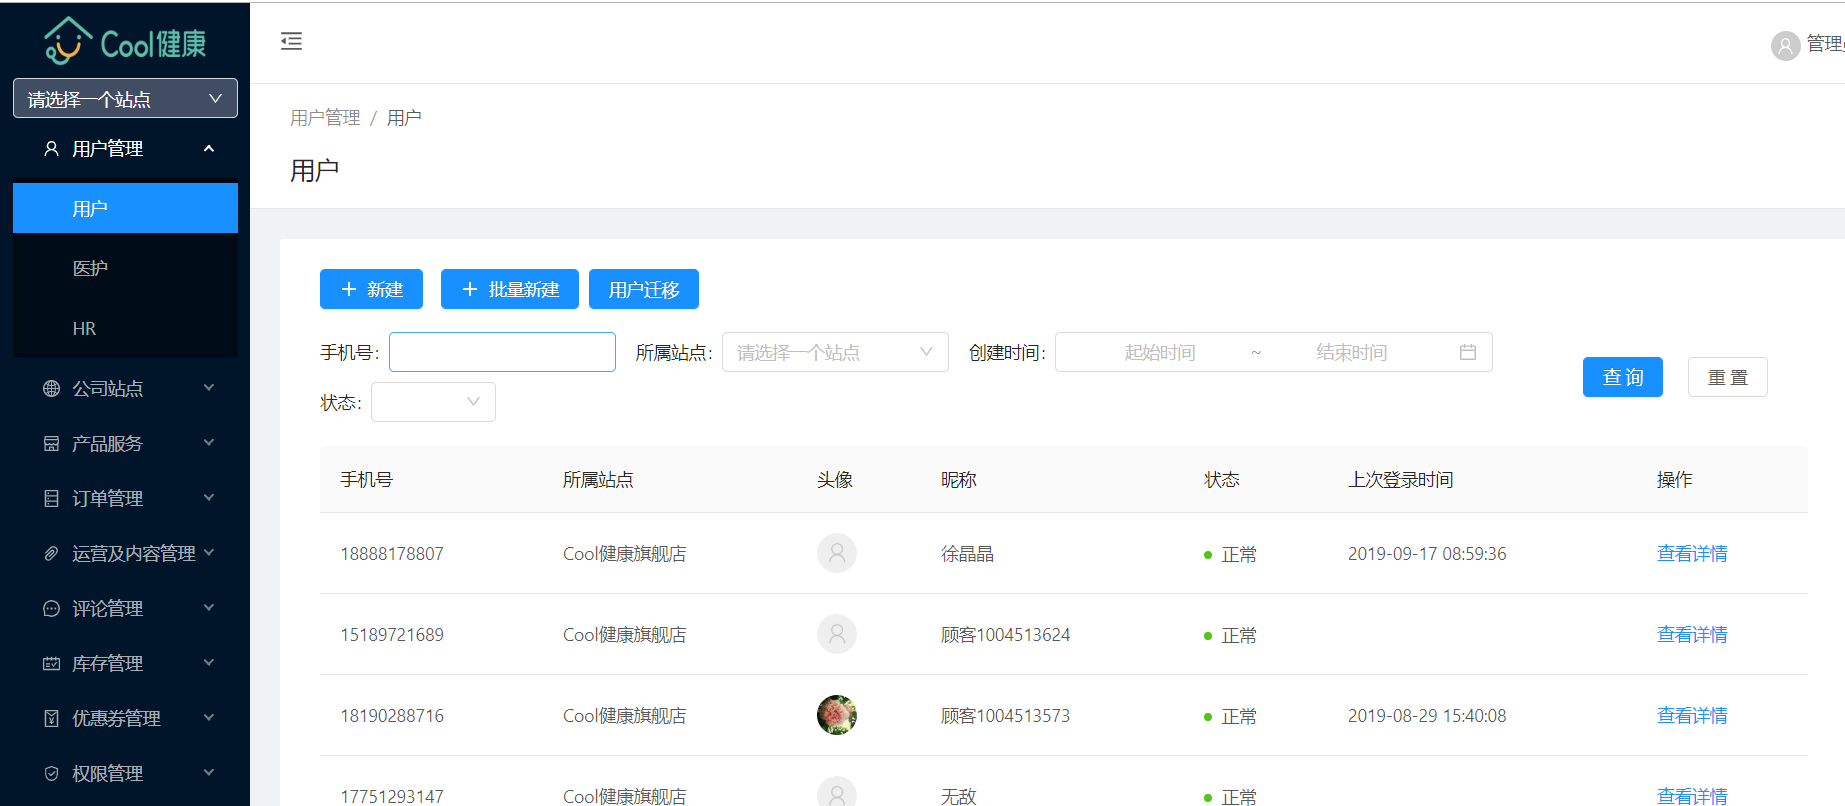 Cool健康
请选择一个站点
用户管理
用户
医护
HR
公司站点
产品服务
订单管理
运营及内容管理
评论管理
库存管理
优惠券管理
权限管理
管理
用户管理 / 用户
用户
新建 批量新建 用户迁移
手机号: 所属站点: 请选择一个站点 创建时间: 起始时间 ~ 结束时间
查询 重置
状态:
手机号 所属站点 头像 昵称 状态 上次登录时间 操作
18888178807 Cool健康旗舰店 徐晶晶 正常 2019-09-17 08:59:36 查看详情
15189721689 Cool健康旗舰店 顾客1004513624 正常 查看详情
18190288716 Cool健康旗舰店 顾客1004513573 正常 2019-08-29 15:40:08 查看详情
17751293147 Cool健康旗舰店 无敌 正常 查看详情